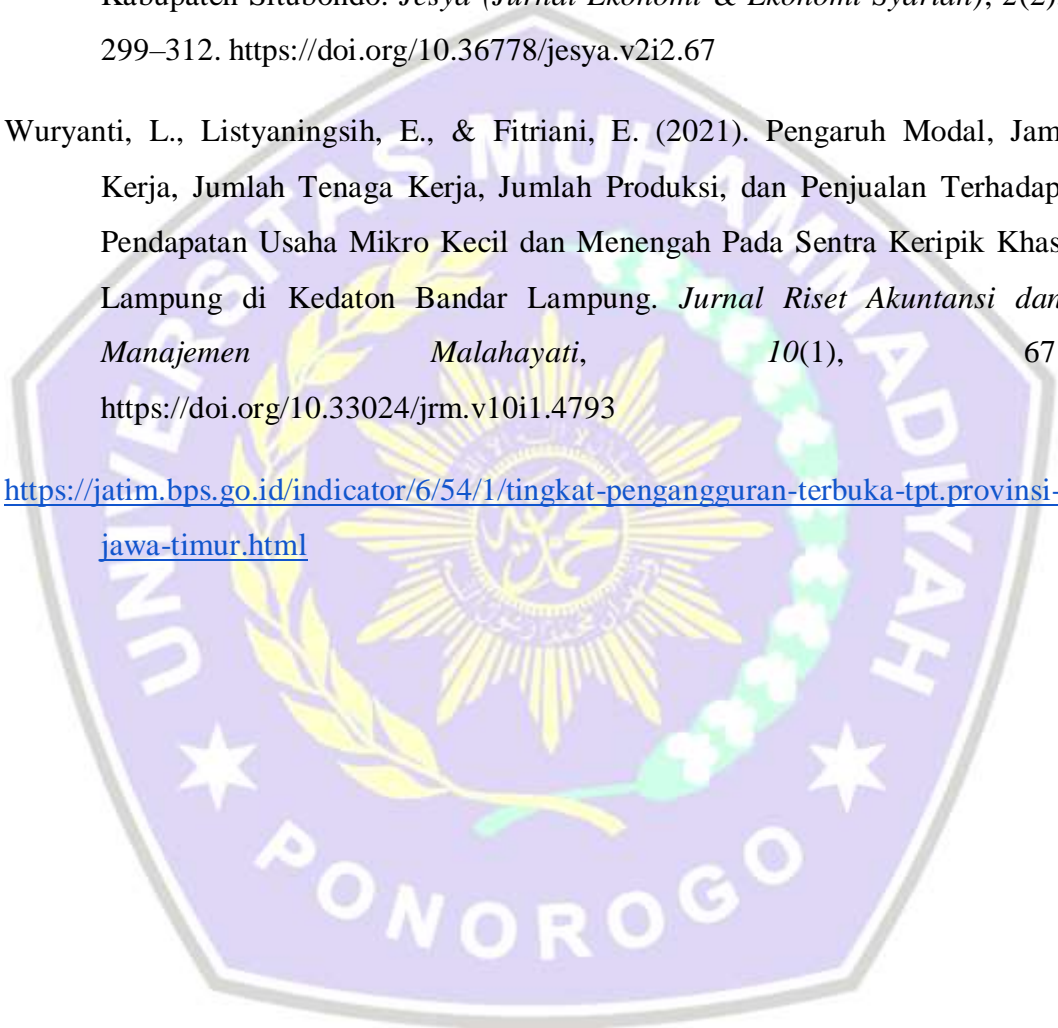 Kabupaten Situbondo. Jesya (Jurnal Ekonomi & Ekonomi Syariah), 2(2)
299–312. https://doi.org/10.36778/jesya.v2i2.67
Wuryanti, L., Listyaningsih, E., & Fitriani, E. (2021). Pengaruh Modal, Jam
Kerja, Jumlah Tenaga Kerja, Jumlah Produksi, dan Penjualan Terhadap
Pendapatan Usaha Mikro Kecil dan Menengah Pada Sentra Keripik Khas
Lampung di Kedaton Bandar Lampung. Jurnal Riset Akuntansi dan
Manajemen Malahayati, 10(1), 67
https://doi.org/10.33024/jrm.v10i1.4793
https://jatim.bps.go.id/indicator/6/54/1/tingkat-pengangguran-terbuka-tpt.provinsi-
jawa-timur.html
UNIVERSITAS MUHAMMADIYAH
PONOROGO